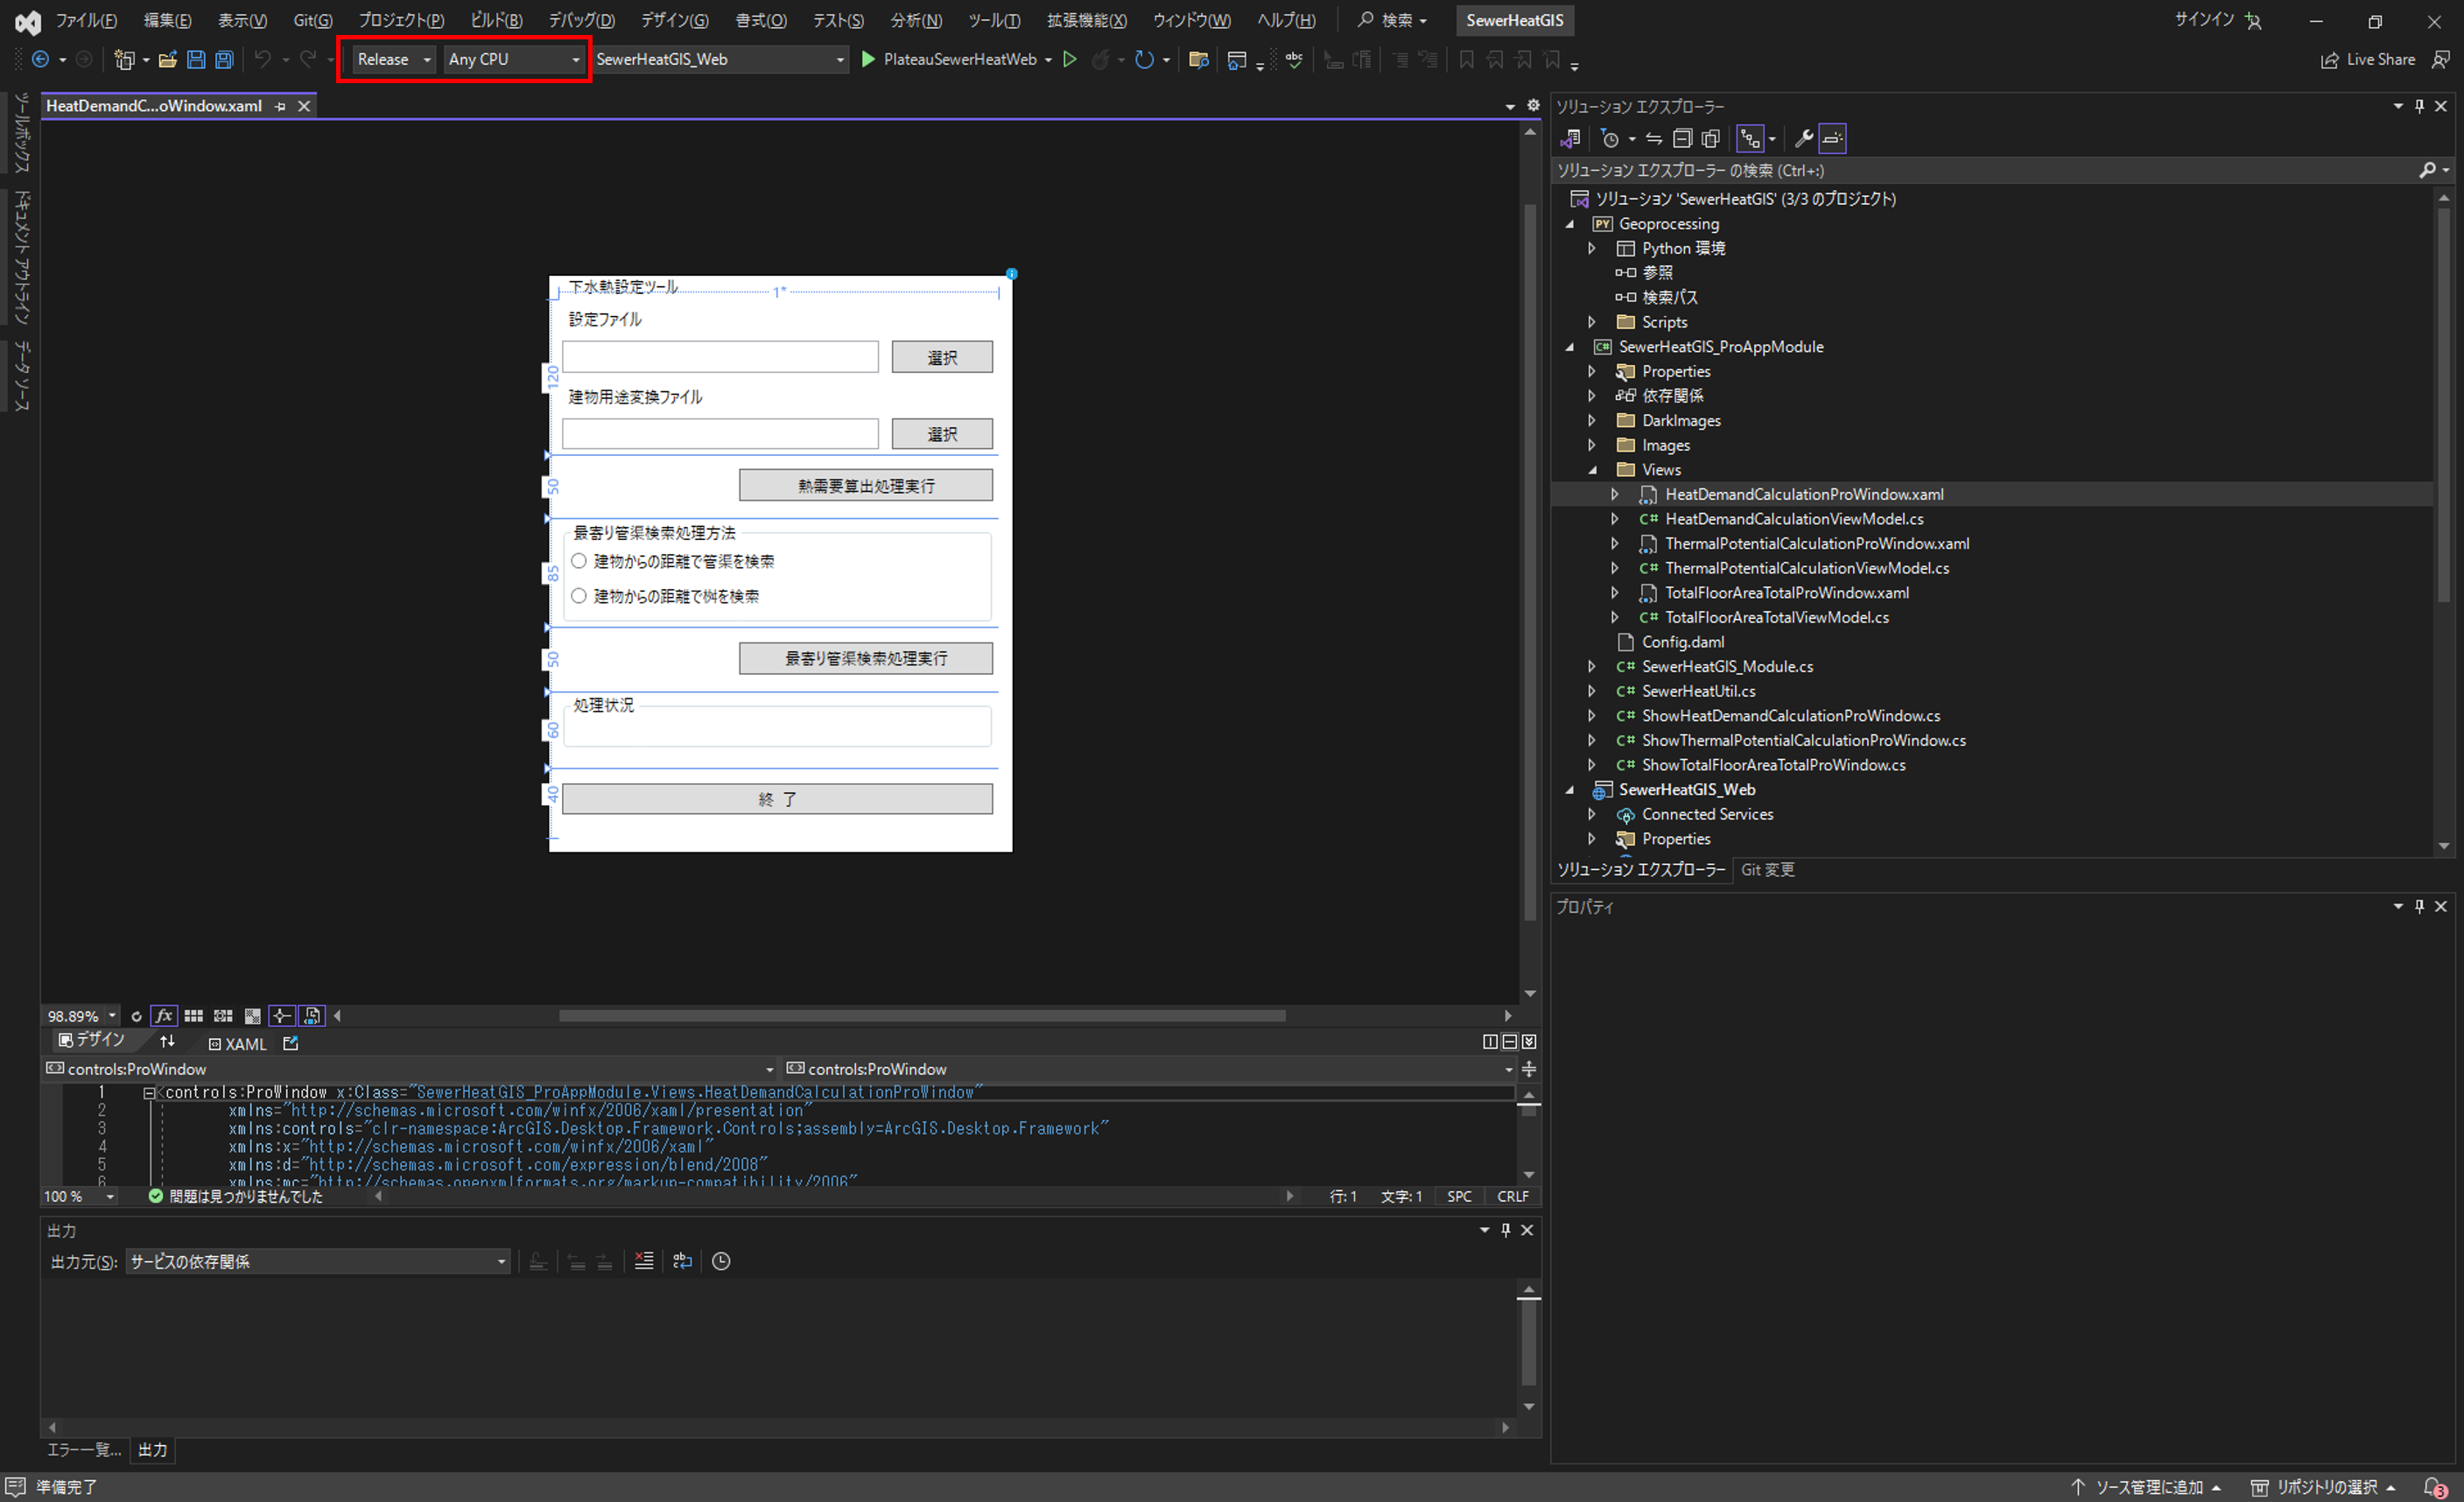 ファイル(F) 編集(E) 表示(V) Git(G) プロジェクト(P) ビルド(B) デバッグ(D) デザイン(G) 書式(O) テスト(S) 分析(N) ツール(T) 拡張機能(X) ウィンドウ(W) ヘルプ(H) 検索 SewerHeatGIS サインイン
Release Any CPU SewerHeatGIS_Web PlateauSewerHeatWeb Live Share
ツールボックス
ドキュメント アウトライン
データ ソース
HeatDemandC...oWindow.xaml
下水熱設定ツール
1*
設定ファイル
選択
120
建物用途変換ファイル
選択
50
熱需要算出処理実行
最寄り管渠検索処理方法
建物からの距離で管渠を検索
85
建物からの距離で桝を検索
50
最寄り管渠検索処理実行
処理状況
60
40
終 了
98.89%
デザイン
XAML
controls:ProWindow controls:ProWindow
1 <controls:ProWindow x:Class="SewerHeatGIS_ProAppModule.Views.HeatDemandCalculationProWindow"
2 xmlns="http://schemas.microsoft.com/winfx/2006/xaml/presentation"
3 xmlns:controls="clr-namespace:ArcGIS.Desktop.Framework.Controls;assembly=ArcGIS.Desktop.Framework"
4 xmlns:x="http://schemas.microsoft.com/winfx/2006/xaml"
5 xmlns:d="http://schemas.microsoft.com/expression/blend/2008"
6 xmlns:mc="http://schemas.openxmlformats.org/markup-compatibility/2006"
100 % 問題は見つかりませんでした 行: 1 文字: 1 SPC CRLF
出力
出力元(S): サービスの依存関係
エラー一覧... 出力
ソリューション エクスプローラー
ソリューション エクスプローラー の検索 (Ctrl+:)
ソリューション 'SewerHeatGIS' (3/3 のプロジェクト)
PY Geoprocessing
Python 環境
参照
検索パス
Scripts
C# SewerHeatGIS_ProAppModule
Properties
依存関係
DarkImages
Images
Views
HeatDemandCalculationProWindow.xaml
C# HeatDemandCalculationViewModel.cs
ThermalPotentialCalculationProWindow.xaml
C# ThermalPotentialCalculationViewModel.cs
TotalFloorAreaTotalProWindow.xaml
C# TotalFloorAreaTotalViewModel.cs
Config.daml
C# SewerHeatGIS_Module.cs
C# SewerHeatUtil.cs
C# ShowHeatDemandCalculationProWindow.cs
C# ShowThermalPotentialCalculationProWindow.cs
C# ShowTotalFloorAreaTotalProWindow.cs
SewerHeatGIS_Web
Connected Services
Properties
ソリューション エクスプローラー Git 変更
プロパティ
準備完了 ソース管理に追加 リポジトリの選択 3